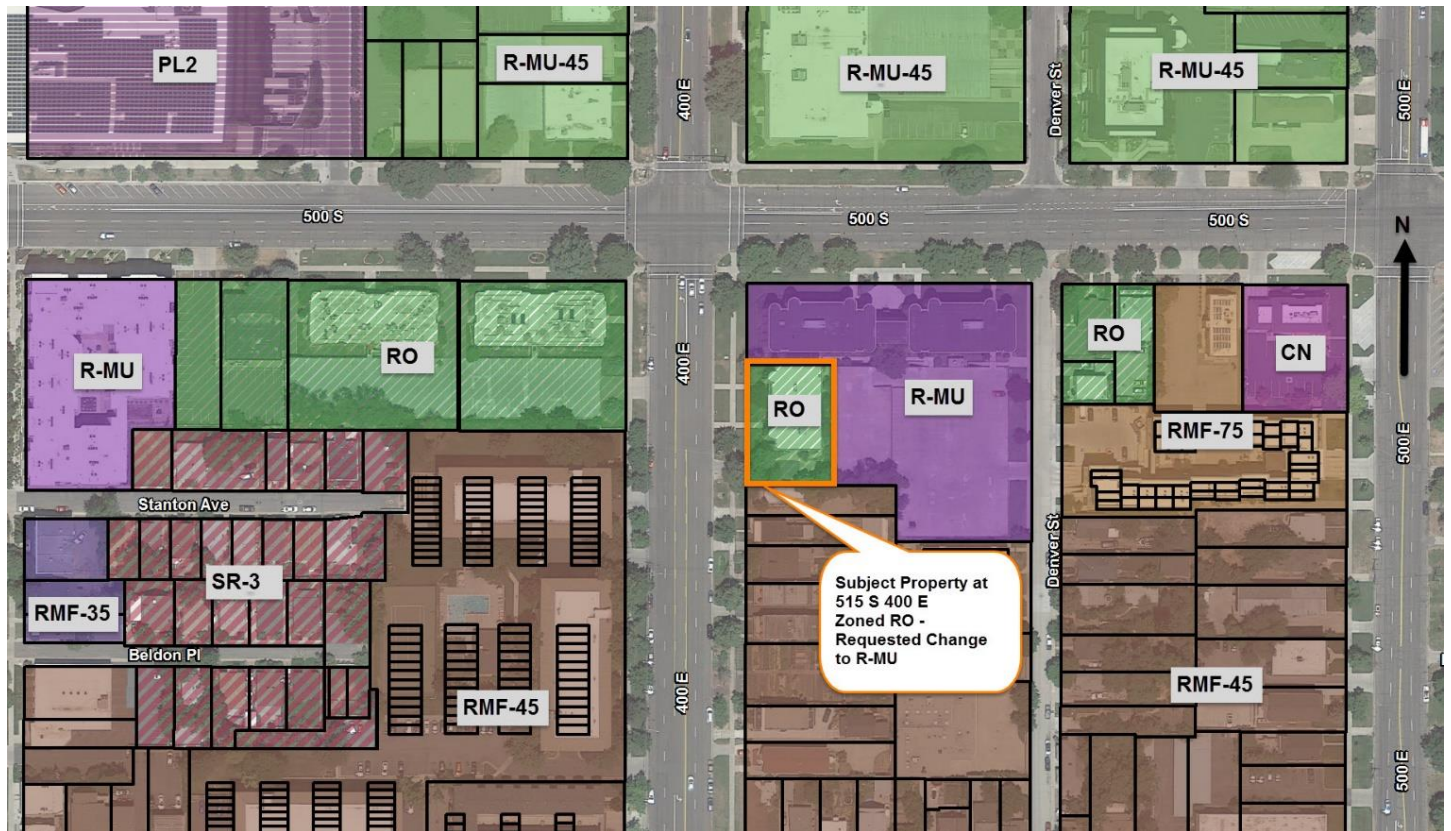 PL2
R-MU-45
400 E
R-MU-45
Denver St
R-MU-45
500 E
500 S
500 S
500 S
N
R-MU
RO
400 E
RO
R-MU
RO
CN
RMF-75
500 E
Stanton Ave
SR-3
RMF-35
Beldon Pl
RMF-45
400 E
Subject Property at
515 S 400 E
Zoned RO -
Requested Change
to R-MU
Denver St
RMF-45
500 E